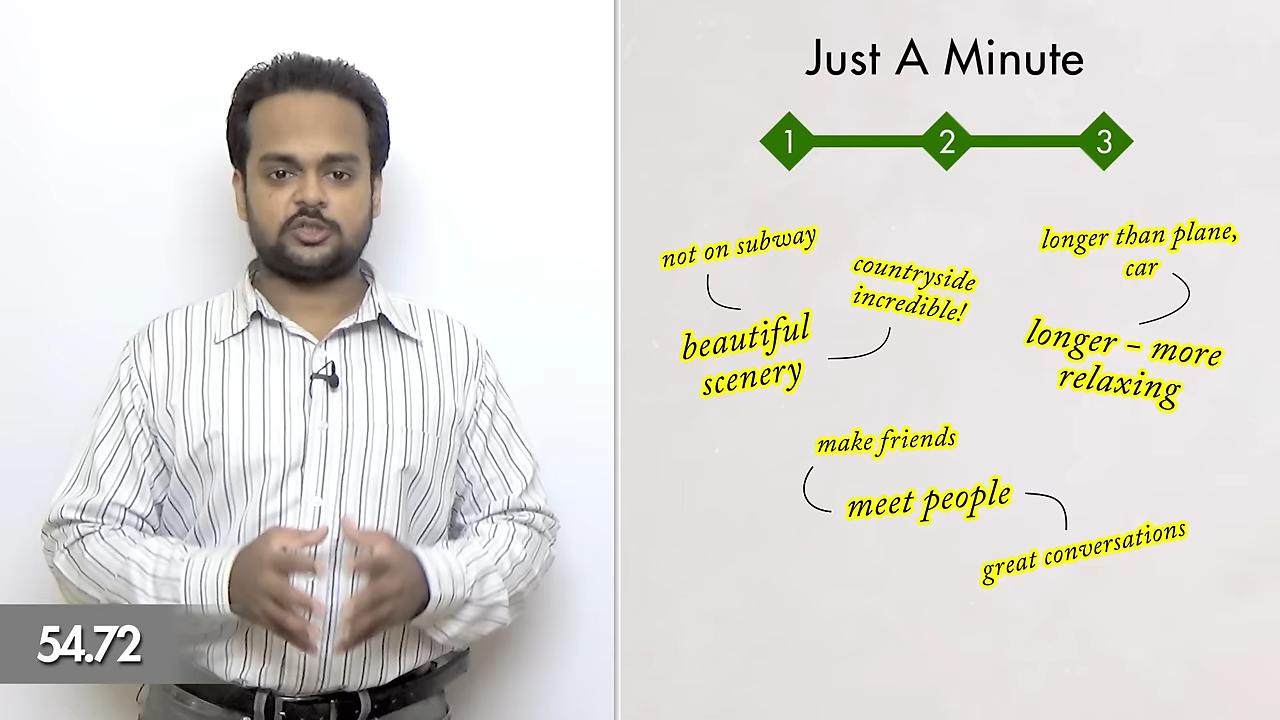 Just A Minute
1 2 3
not on subway
countryside
incredible!
beautiful
scenery
longer than plane,
car
longer – more
relaxing
make friends
meet people
great conversations
54.72